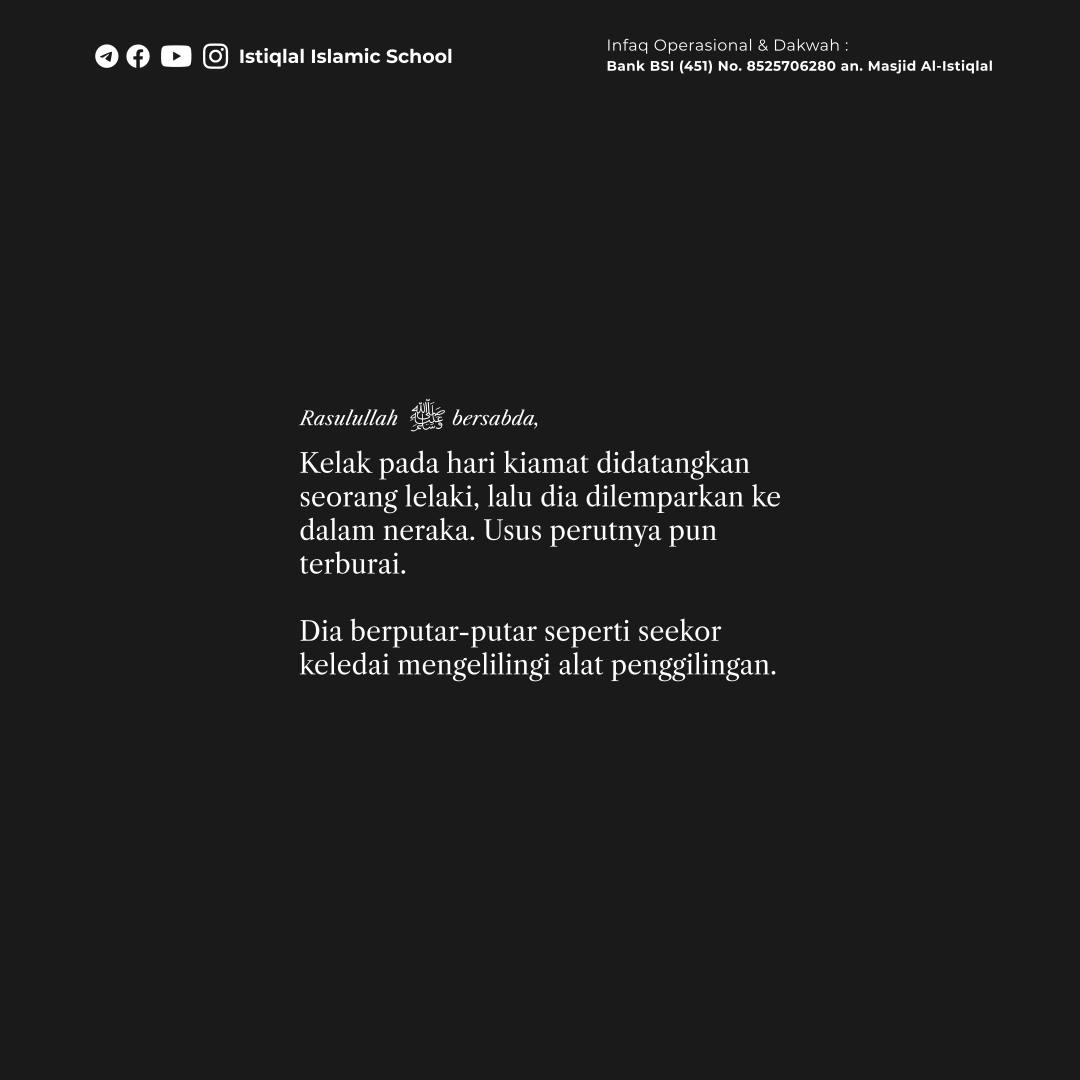 Istiqlal Islamic School
Infaq Operasional & Dakwah :
Bank BSI (451) No. 8525706280 an. Masjid Al-Istiqlal
Rasulullah ﷺ bersabda,
Kelak pada hari kiamat didatangkan
seorang lelaki, lalu dia dilemparkan ke
dalam neraka. Usus perutnya pun
terburai.
Dia berputar-putar seperti seekor
keledai mengelilingi alat penggilingan.